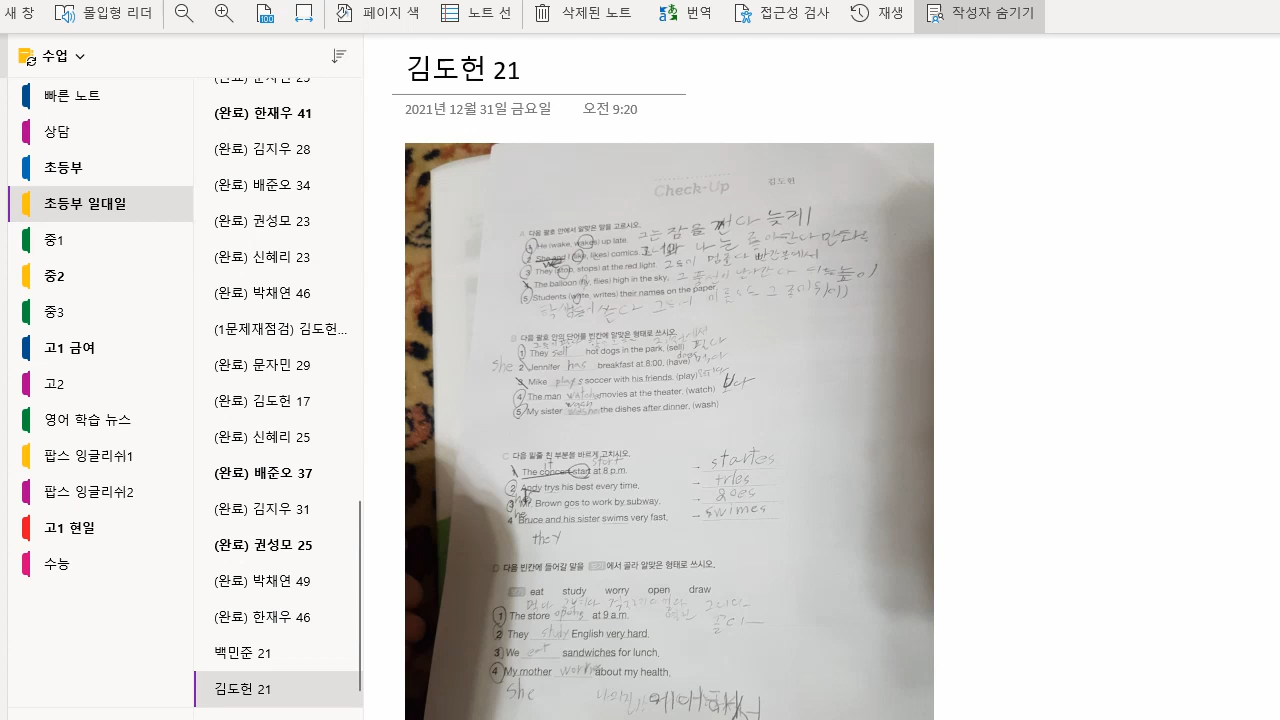 새 창 몰입형 리더 페이지 색 노트 선 삭제된 노트 번역 접근성 검사 재생 작성자 숨기기
수업
빠른 노트
상담
초등부
초등부 일대일
중1
중2
중3
고1 금여
고2
영어 학습 뉴스
팝스 잉글리쉬1
팝스 잉글리쉬2
고1 현일
수능
(완료) 한재우 41
(완료) 김지우 28
(완료) 배준오 34
(완료) 권성모 23
(완료) 신혜리 23
(완료) 박채연 46
(1문제재점검) 김도헌...
(완료) 문자민 29
(완료) 김도헌 17
(완료) 신혜리 25
(완료) 배준오 37
(완료) 김지우 31
(완료) 권성모 25
(완료) 박채연 49
(완료) 한재우 46
백민준 21
김도헌 21
김도헌 21
2021년 12월 31일 금요일 오전 9:20
Check-Up 김도헌
A 다음 괄호 안에서 알맞은 말을 고르시오.
그는 잠을 깬다 늦게
1 He (wake, wakes) up late.
2 She and I (like, likes) comics.
3 They (stop, stops) at the red light.
4 The balloon (fly, flies) high in the sky.
5 Students (write, writes) their names on the paper.
B 다음 괄호 안의 단어를 빈칸에 알맞은 형태로 쓰시오.
1 They sell hot dogs in the park. (sell)
she 2 Jennifer has breakfast at 8:00. (have)
3 Mike plays soccer with his friends. (play)
4 The man movies at the theater. (watch) 보다
5 My sister the dishes after dinner. (wash)
C 다음 밑줄 친 부분을 바르게 고치시오.
it start
1 The concert start at 8 p.m. → startes
2 Andy trys his best every time. → tries
3 Mr. Brown gos to work by subway. → goes
he
4 Bruce and his sister swims very fast. → swimes
they
D 다음 빈칸에 들어갈 말을 보기 에서 골라 알맞은 형태로 쓰시오.
보기 eat study worry open draw
1 The store opens at 9 a.m.
2 They study English very hard.
3 We eat sandwiches for lunch.
4 My mother about my health.
she